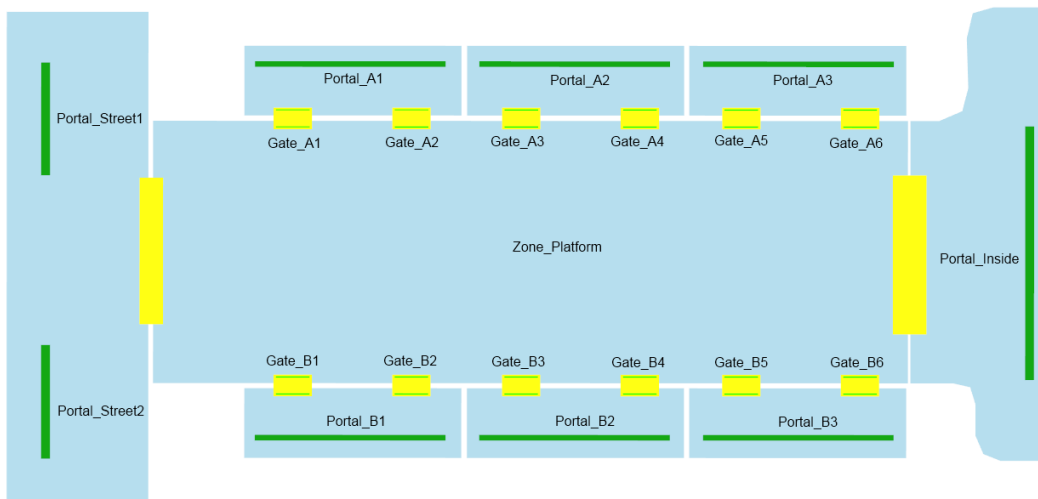 Portal_A1
Portal_A2
Portal_A3
Portal_Street1
Gate_A1
Gate_A2
Gate_A3
Gate_A4
Gate_A5
Gate_A6
Zone_Platform
Portal_Inside
Gate_B1
Gate_B2
Gate_B3
Gate_B4
Gate_B5
Gate_B6
Portal_Street2
Portal_B1
Portal_B2
Portal_B3